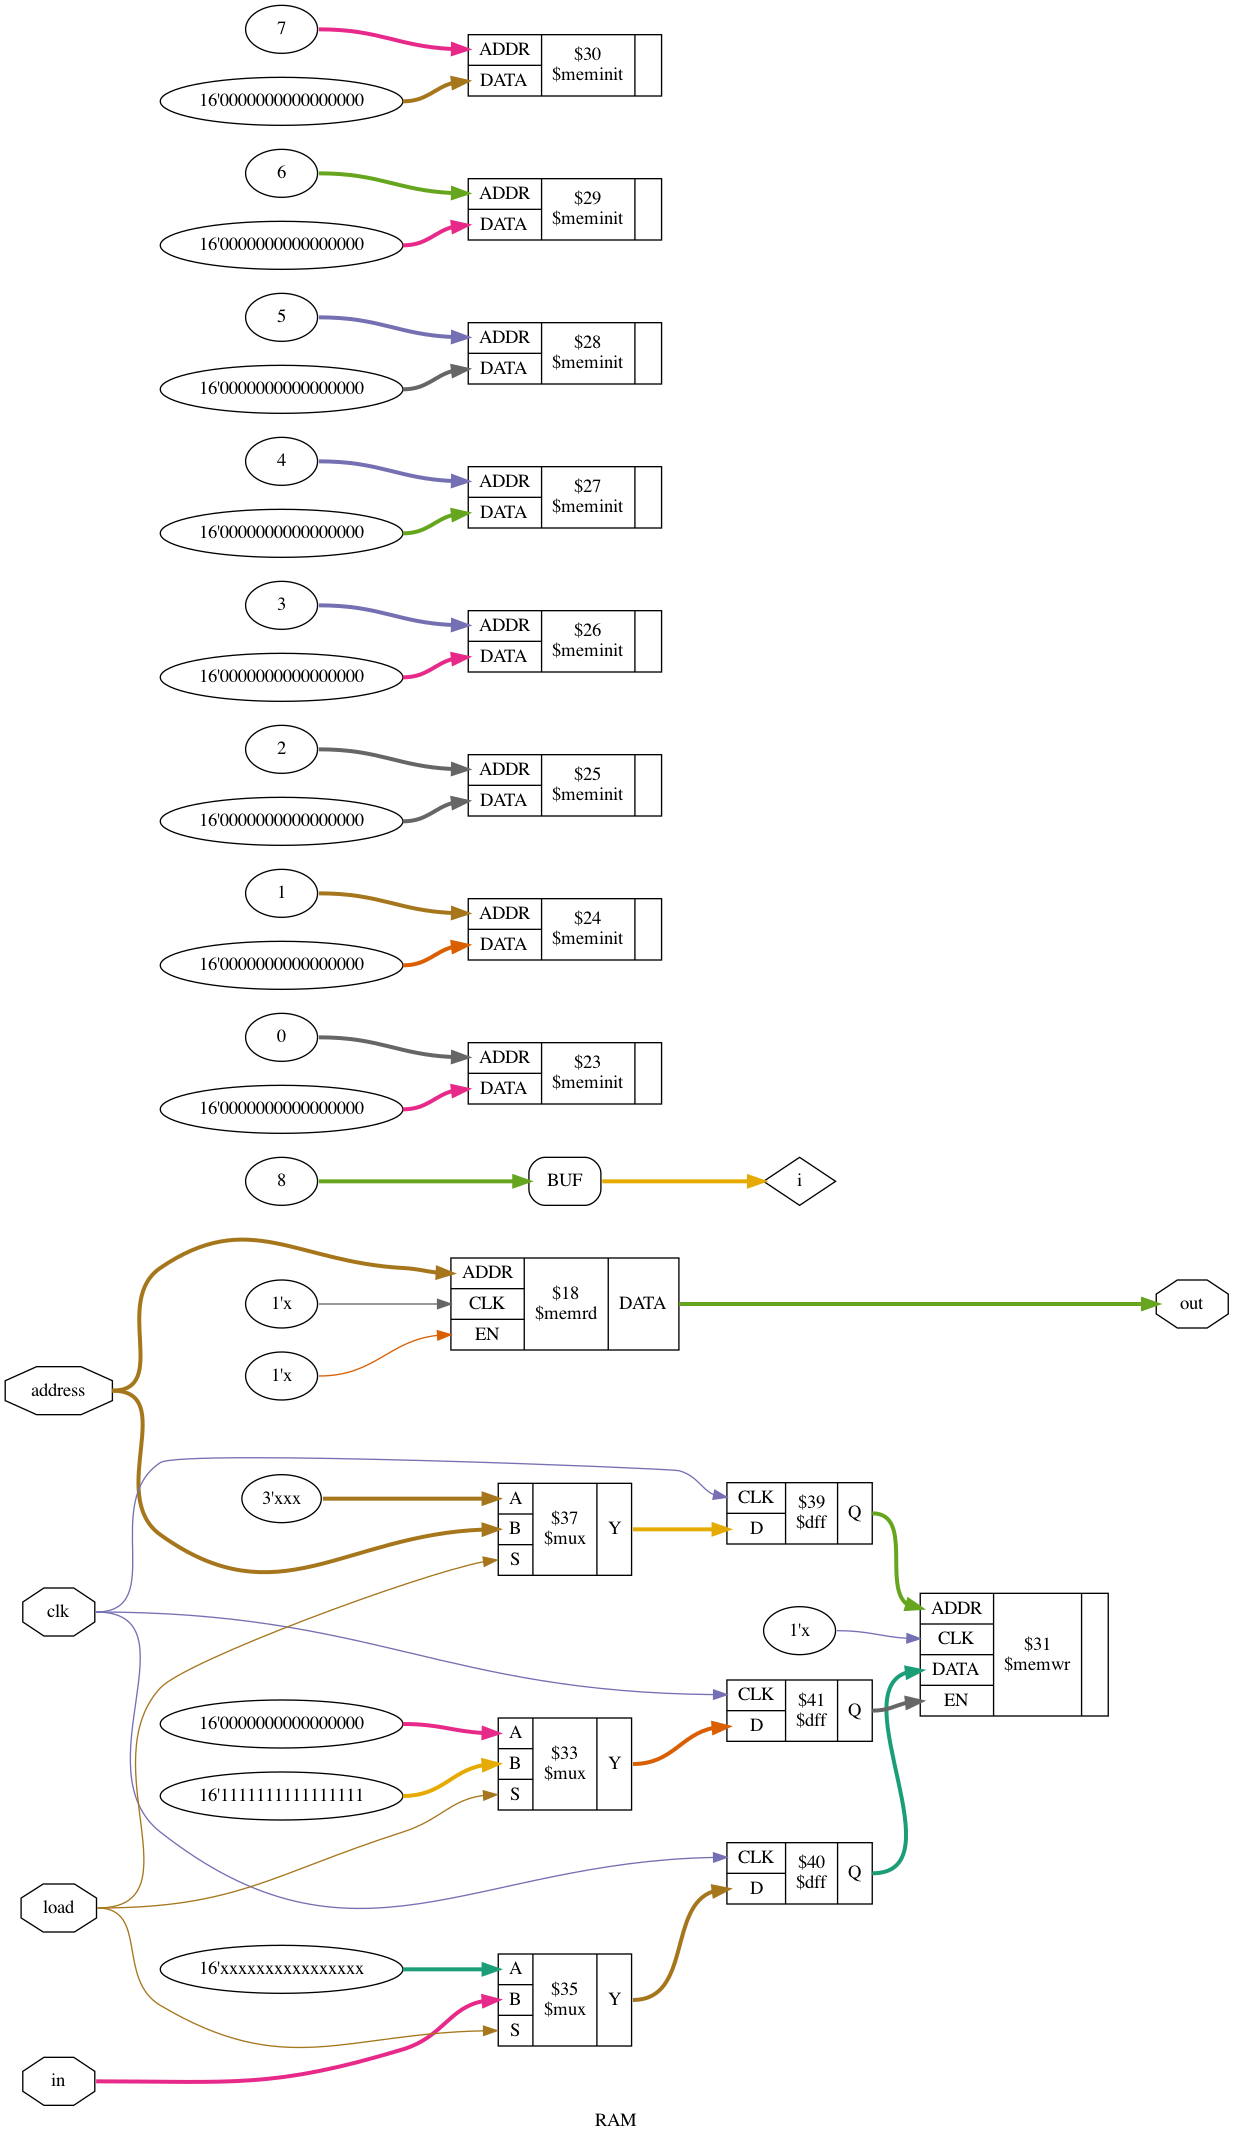 7
16'0000000000000000
ADDR
DATA
$30
$meminit
6
16'0000000000000000
ADDR
DATA
$29
$meminit
5
16'0000000000000000
ADDR
DATA
$28
$meminit
4
16'0000000000000000
ADDR
DATA
$27
$meminit
3
16'0000000000000000
ADDR
DATA
$26
$meminit
2
16'0000000000000000
ADDR
DATA
$25
$meminit
1
16'0000000000000000
ADDR
DATA
$24
$meminit
0
16'0000000000000000
ADDR
DATA
$23
$meminit
8
BUF
i
address
1'x
1'x
ADDR
CLK
EN
$18
$memrd
DATA
out
3'xxx
A
B
S
$37
$mux
Y
CLK
D
$39
$dff
Q
clk
1'x
ADDR
CLK
DATA
EN
$31
$memwr
16'0000000000000000
16'1111111111111111
A
B
S
$33
$mux
Y
CLK
D
$41
$dff
Q
load
CLK
D
$40
$dff
Q
16'xxxxxxxxxxxxxxxx
A
B
S
$35
$mux
Y
in
RAM